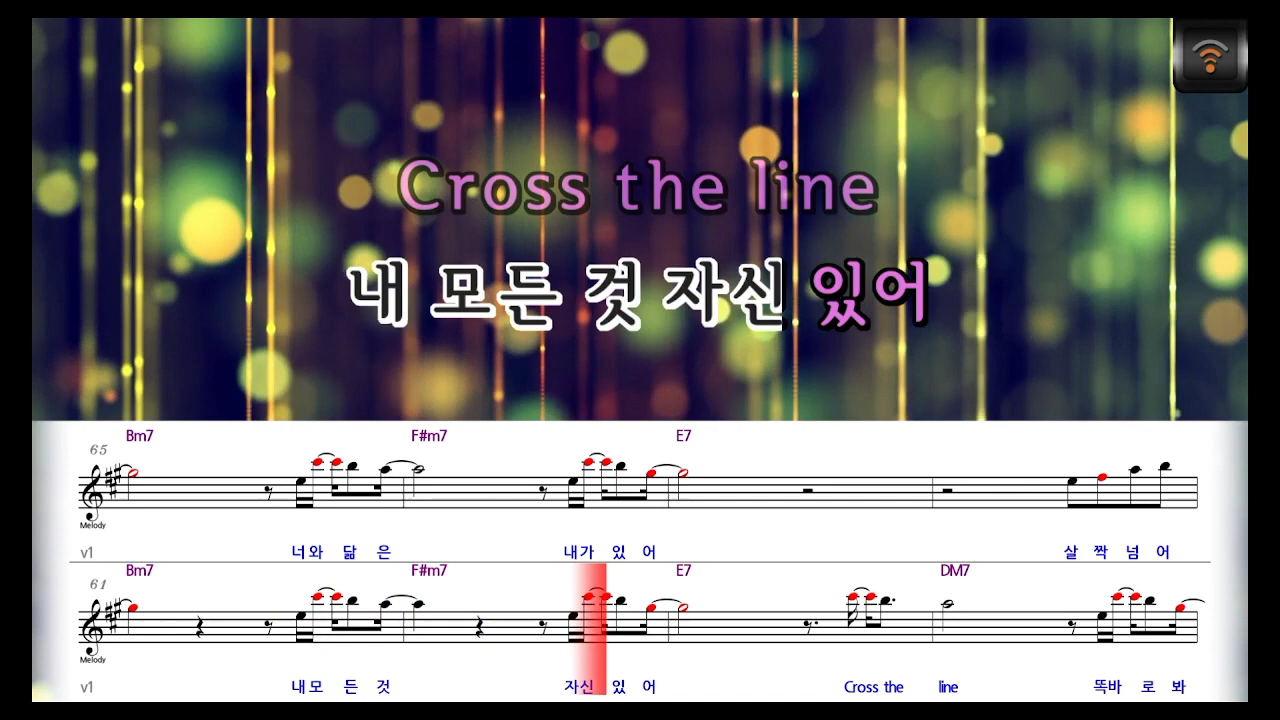 Cross the line
내 모든 것 자신 있어
Bm7 F#m7 E7
65
Melody
v1 너와 닮 은 내가 있 어 살 짝 넘 어
Bm7 F#m7 E7 DM7
61
Melody
v1 내모 든 것 자신 있 어 Cross the line 똑바 로 봐